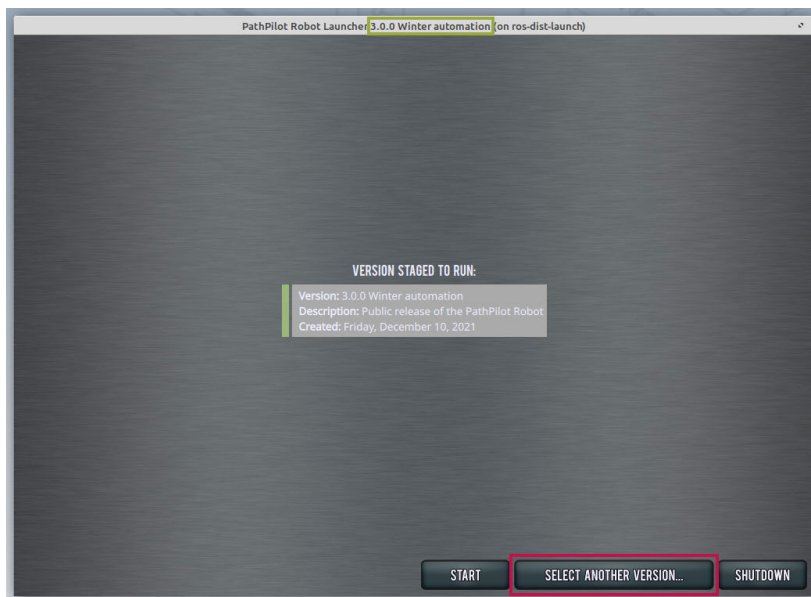 PathPilot Robot Launcher 3.0.0 Winter automation (on ros-dist-launch)
VERSION STAGED TO RUN:
Version: 3.0.0 Winter automation
Description: Public release of the PathPilot Robot
Created: Friday, December 10, 2021
START
SELECT ANOTHER VERSION...
SHUTDOWN